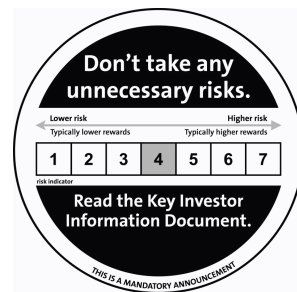 Don't take any
unnecessary risks.
Lower risk Higher risk
Typically lower rewards Typically higher rewards
1 2 3 4 5 6 7
risk indicator
Read the Key Investor
Information Document.
THIS IS A MANDATORY ANNOUNCEMENT